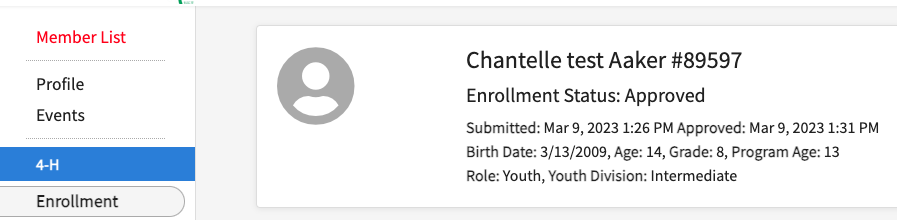 Member List
Profile
Events
4-H
Enrollment
Chantelle test Aaker #89597
Enrollment Status: Approved
Submitted: Mar 9, 2023 1:26 PM Approved: Mar 9, 2023 1:31 PM
Birth Date: 3/13/2009, Age: 14, Grade: 8, Program Age: 13
Role: Youth, Youth Division: Intermediate